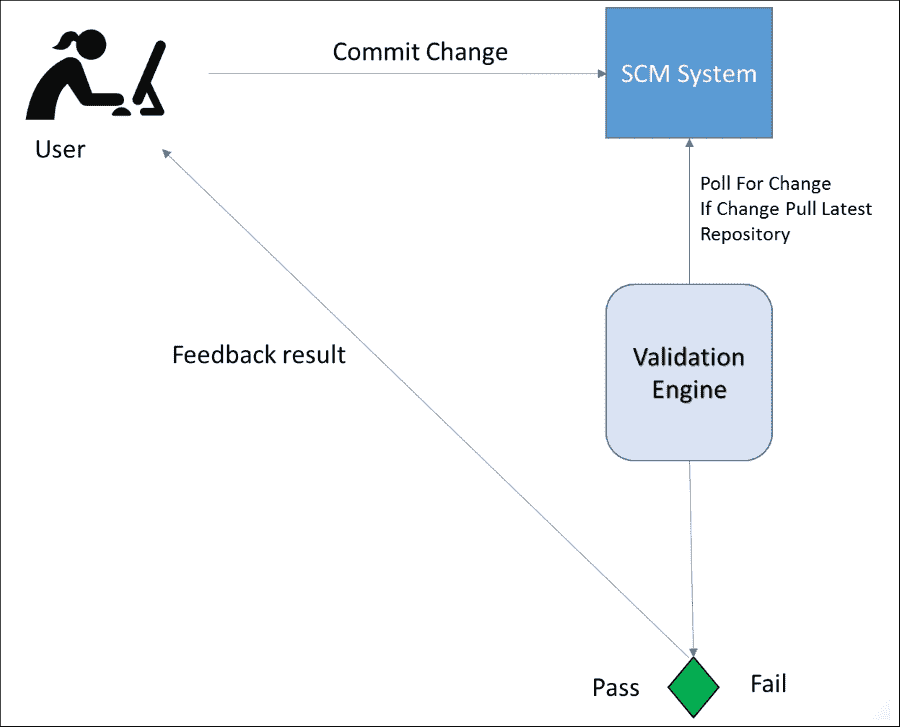 Commit Change
SCM System
User
Poll For Change
If Change Pull Latest
Repository
Feedback result
Validation
Engine
Pass
Fail